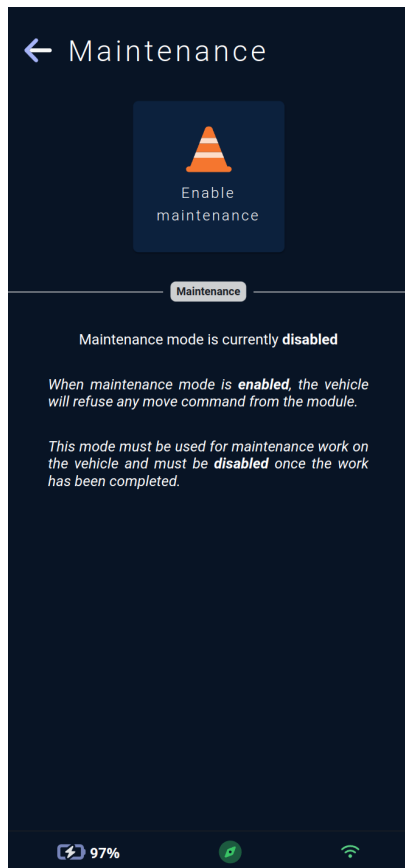 Maintenance
Enable
maintenance
Maintenance
Maintenance mode is currently disabled
When maintenance mode is enabled, the vehicle
will refuse any move command from the module.
This mode must be used for maintenance work on
the vehicle and must be disabled once the work
has been completed.
97%